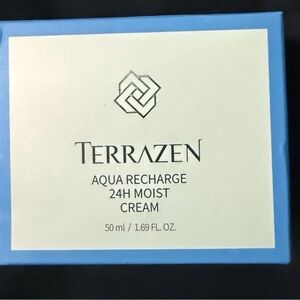 TERRAZEN
AQUA RECHARGE
24H MOIST
CREAM
50 ml / 1.69 FL. OZ.